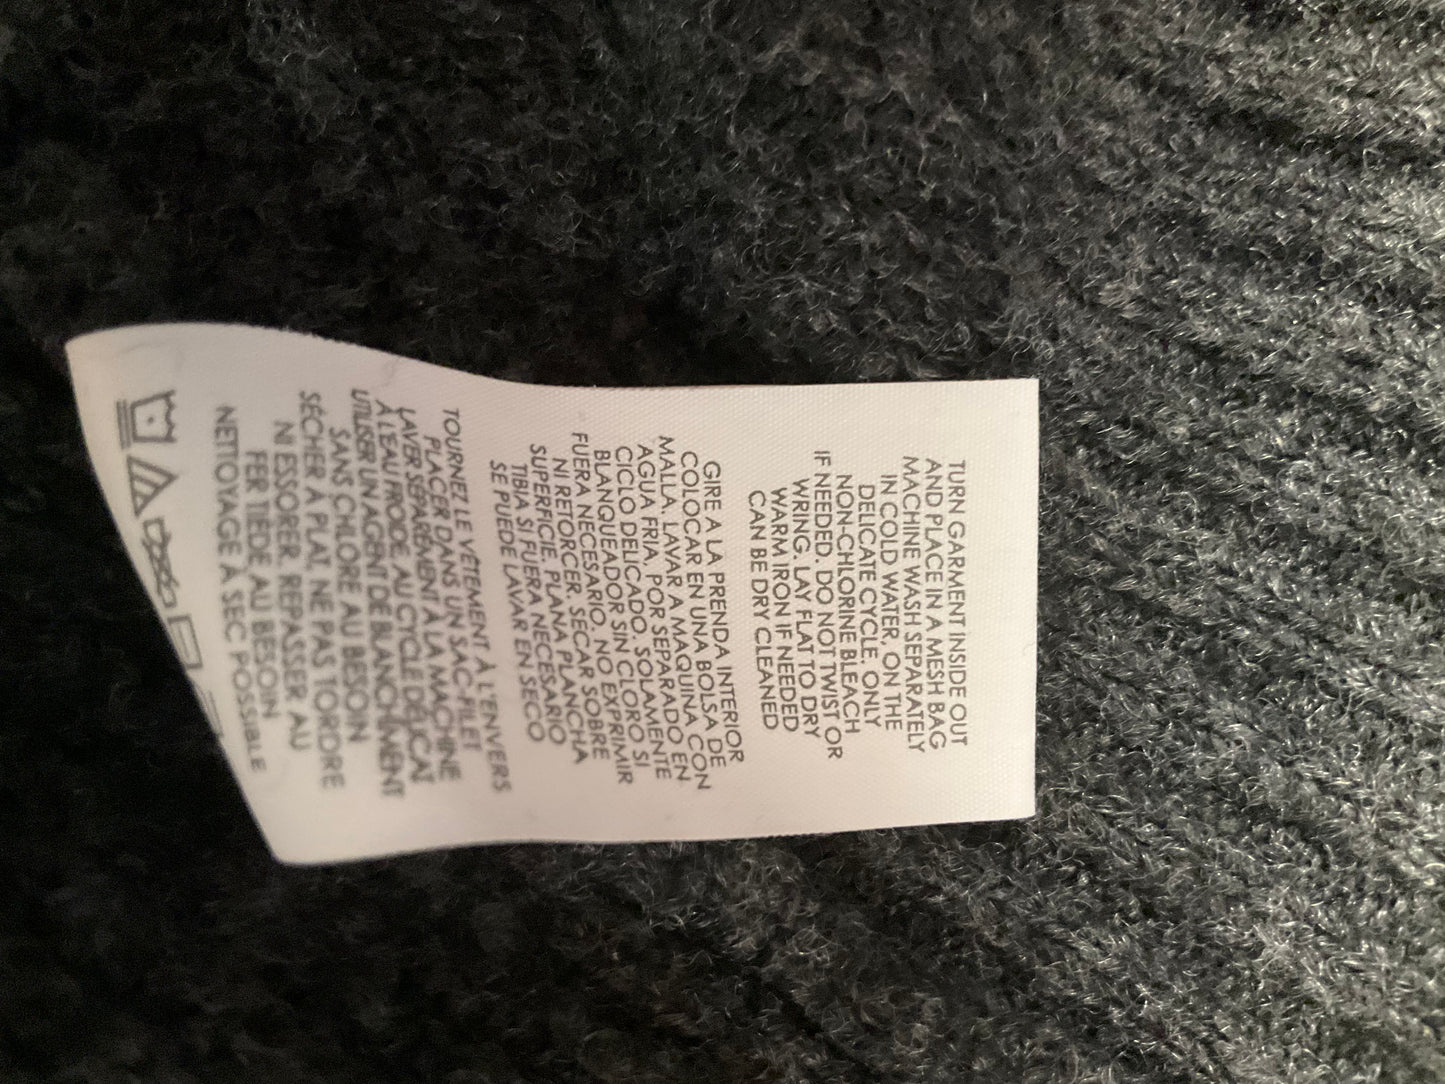 TURN GARMENT INSIDE OUT
AND PLACE IN A MESH BAG
MACHINE WASH SEPARATELY
IN COLD WATER, ON THE
DELICATE CYCLE. ONLY
NON-CHLORINE BLEACH
IF NEEDED. DO NOT TWIST OR
WRING. LAY FLAT TO DRY
WARM IRON IF NEEDED
CAN BE DRY CLEANED
GIRE A LA PRENDA INTERIOR
COLOCAR EN UNA BOLSA DE
MALLA, LAVAR A MAQUINA CON
AGUA FRIA, POR SEPARADO EN
CICLO DELICADO. SOLAMENTE
BLANQUEADOR SIN CLORO SI
FUERA NECESARIO. NO EXPRIMIR
NI RETORCER. SECAR SOBRE
SUPERFICIE. PLANA PLANCHA
TIBIA SI FUERA NECESARIO
SE PUEDE LAVAR EN SECO
TOURNEZ LE VÊTEMENT À L'ENVERS
PLACER DANS UN SAC-FILET
LAVER SÉPARÉMENT À LA MACHINE
À L'EAU FROIDE, AU CYCLE DÉLICAT
UTILISER UN AGENT DE BLANCHIMENT
SANS CHLORE AU BESOIN
SÉCHER À PLAT, NE PAS TORDRE
NI ESSORER, REPASSER AU
FER TIÈDE AU BESOIN
NETTOYAGE À SEC POSSIBLE